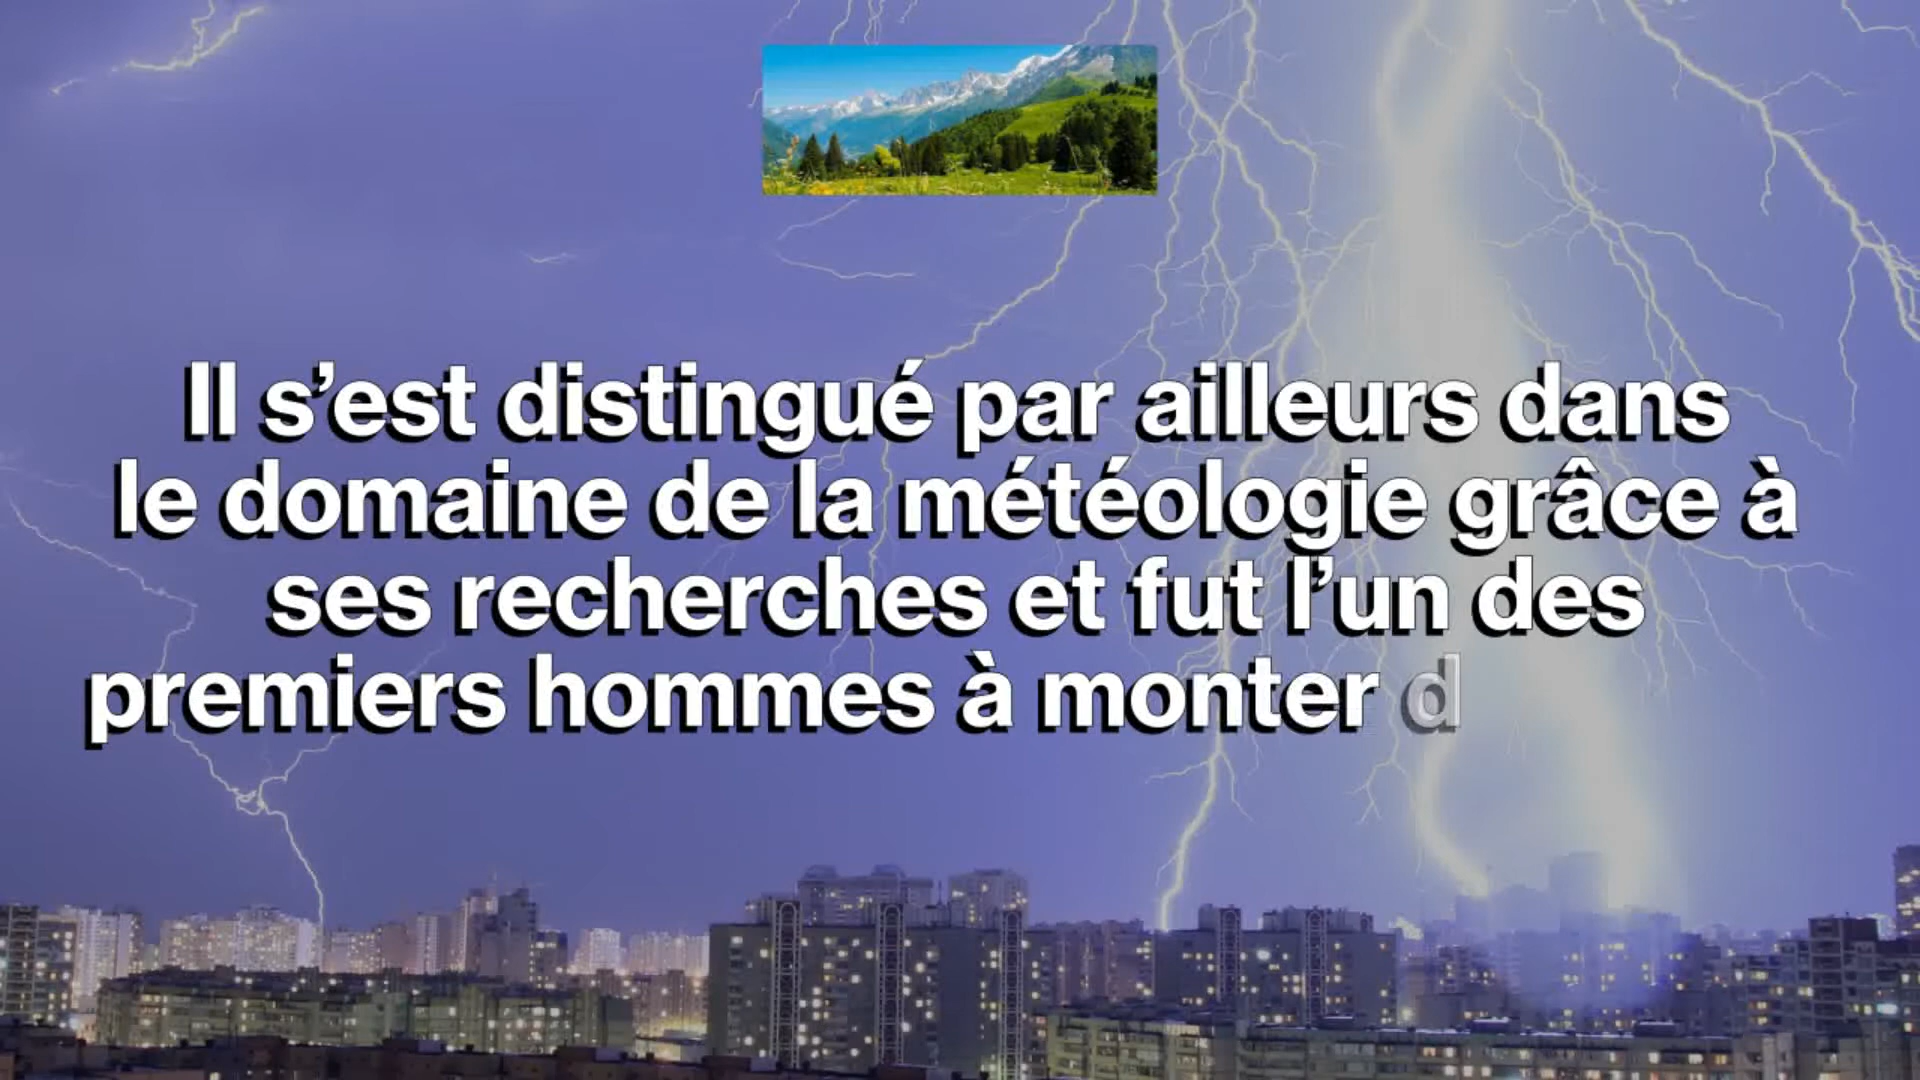 Il s’est distingué par ailleurs dans
le domaine de la météologie grâce à
ses recherches et fut l’un des
premiers hommes à monter d